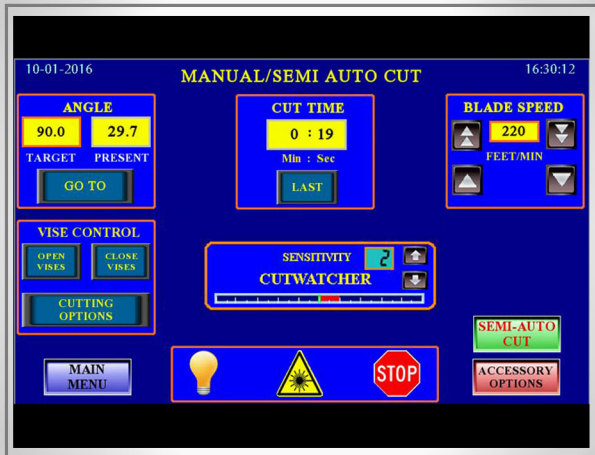 10-01-2016
MANUAL/SEMI AUTO CUT
16:30:12
ANGLE
90.0 29.7
TARGET PRESENT
GO TO
CUT TIME
0 : 19
Min : Sec
LAST
BLADE SPEED
220
FEET/MIN
VISE CONTROL
OPEN
VISES
CLOSE
VISES
CUTTING
OPTIONS
SENSITIVITY 2
CUTWATCHER
SEMI-AUTO
CUT
MAIN
MENU
STOP
ACCESSORY
OPTIONS